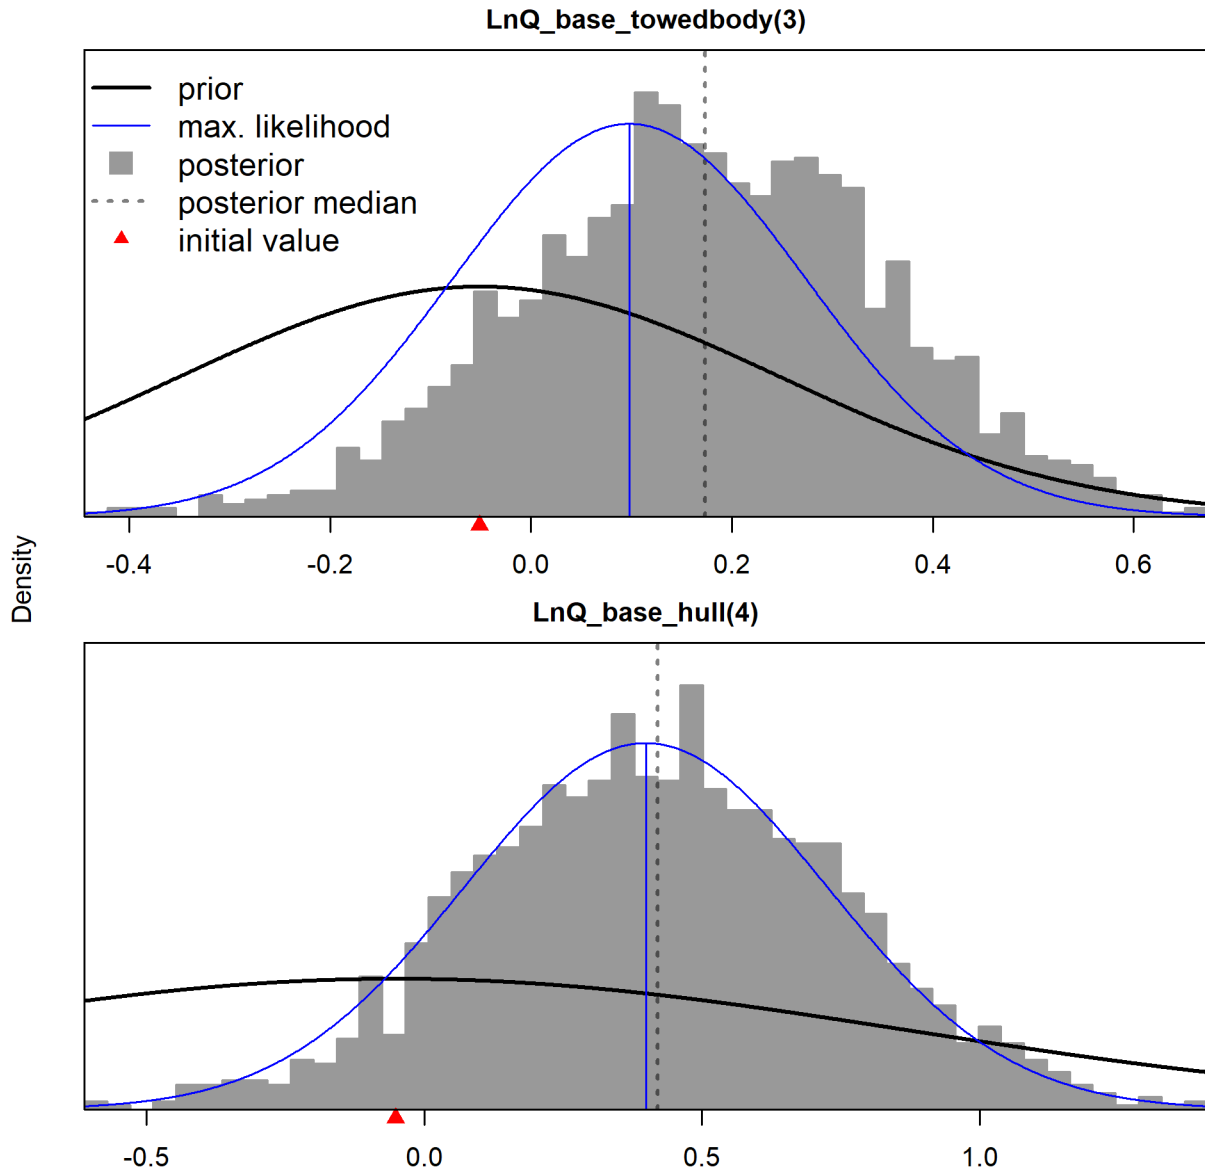 LnQ_base_towedbody(3)
prior
max. likelihood
posterior
posterior median
initial value
-0.4 -0.2 0.0 0.2 0.4 0.6
Density
LnQ_base_hull(4)
-0.5 0.0 0.5 1.0